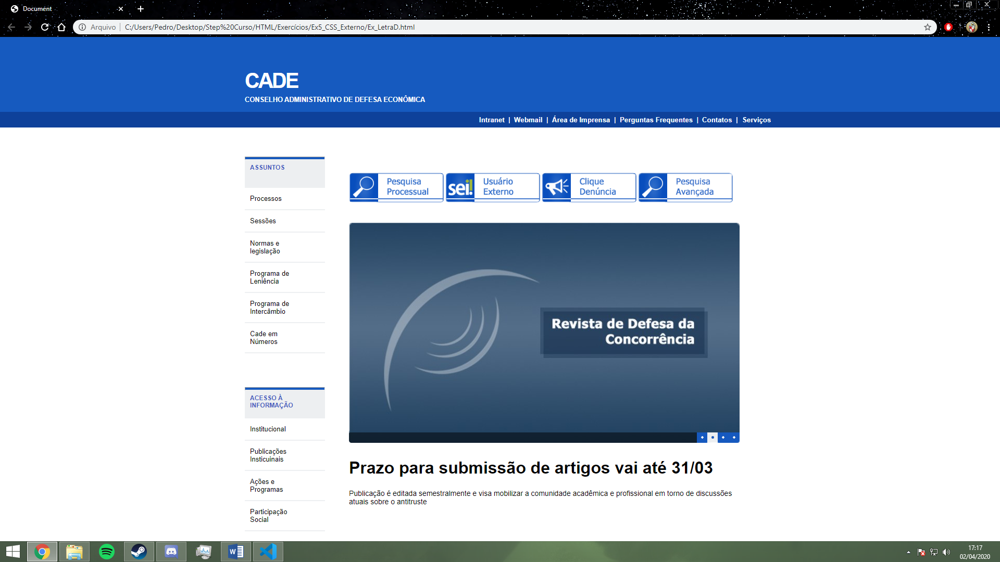 Document
Arquivo
C:/Users/Pedro/Desktop/Step%20Curso/HTML/Exercícios/Ex5_CSS_Externo/Ex_LetraD.html
CADE
CONSELHO ADMINISTRATIVO DE DEFESA ECONÔMICA
Intranet | Webmail | Área de Imprensa | Perguntas Frequentes | Contatos | Serviços
ASSUNTOS
Processos
Sessões
Normas e
legislação
Programa de
Leniência
Programa de
Intercâmbio
Cade em
Números
ACESSO À
INFORMAÇÃO
Institucional
Publicações
Insticuinais
Ações e
Programas
Participação
Social
Pesquisa
Processual
sei!
Usuário
Externo
Clique
Denúncia
Pesquisa
Avançada
Revista de Defesa da
Concorrência
Prazo para submissão de artigos vai até 31/03
Publicação é editada semestralmente e visa mobilizar a comunidade acadêmica e profissional em torno de discussões
atuais sobre o antitruste
17:17
02/04/2020